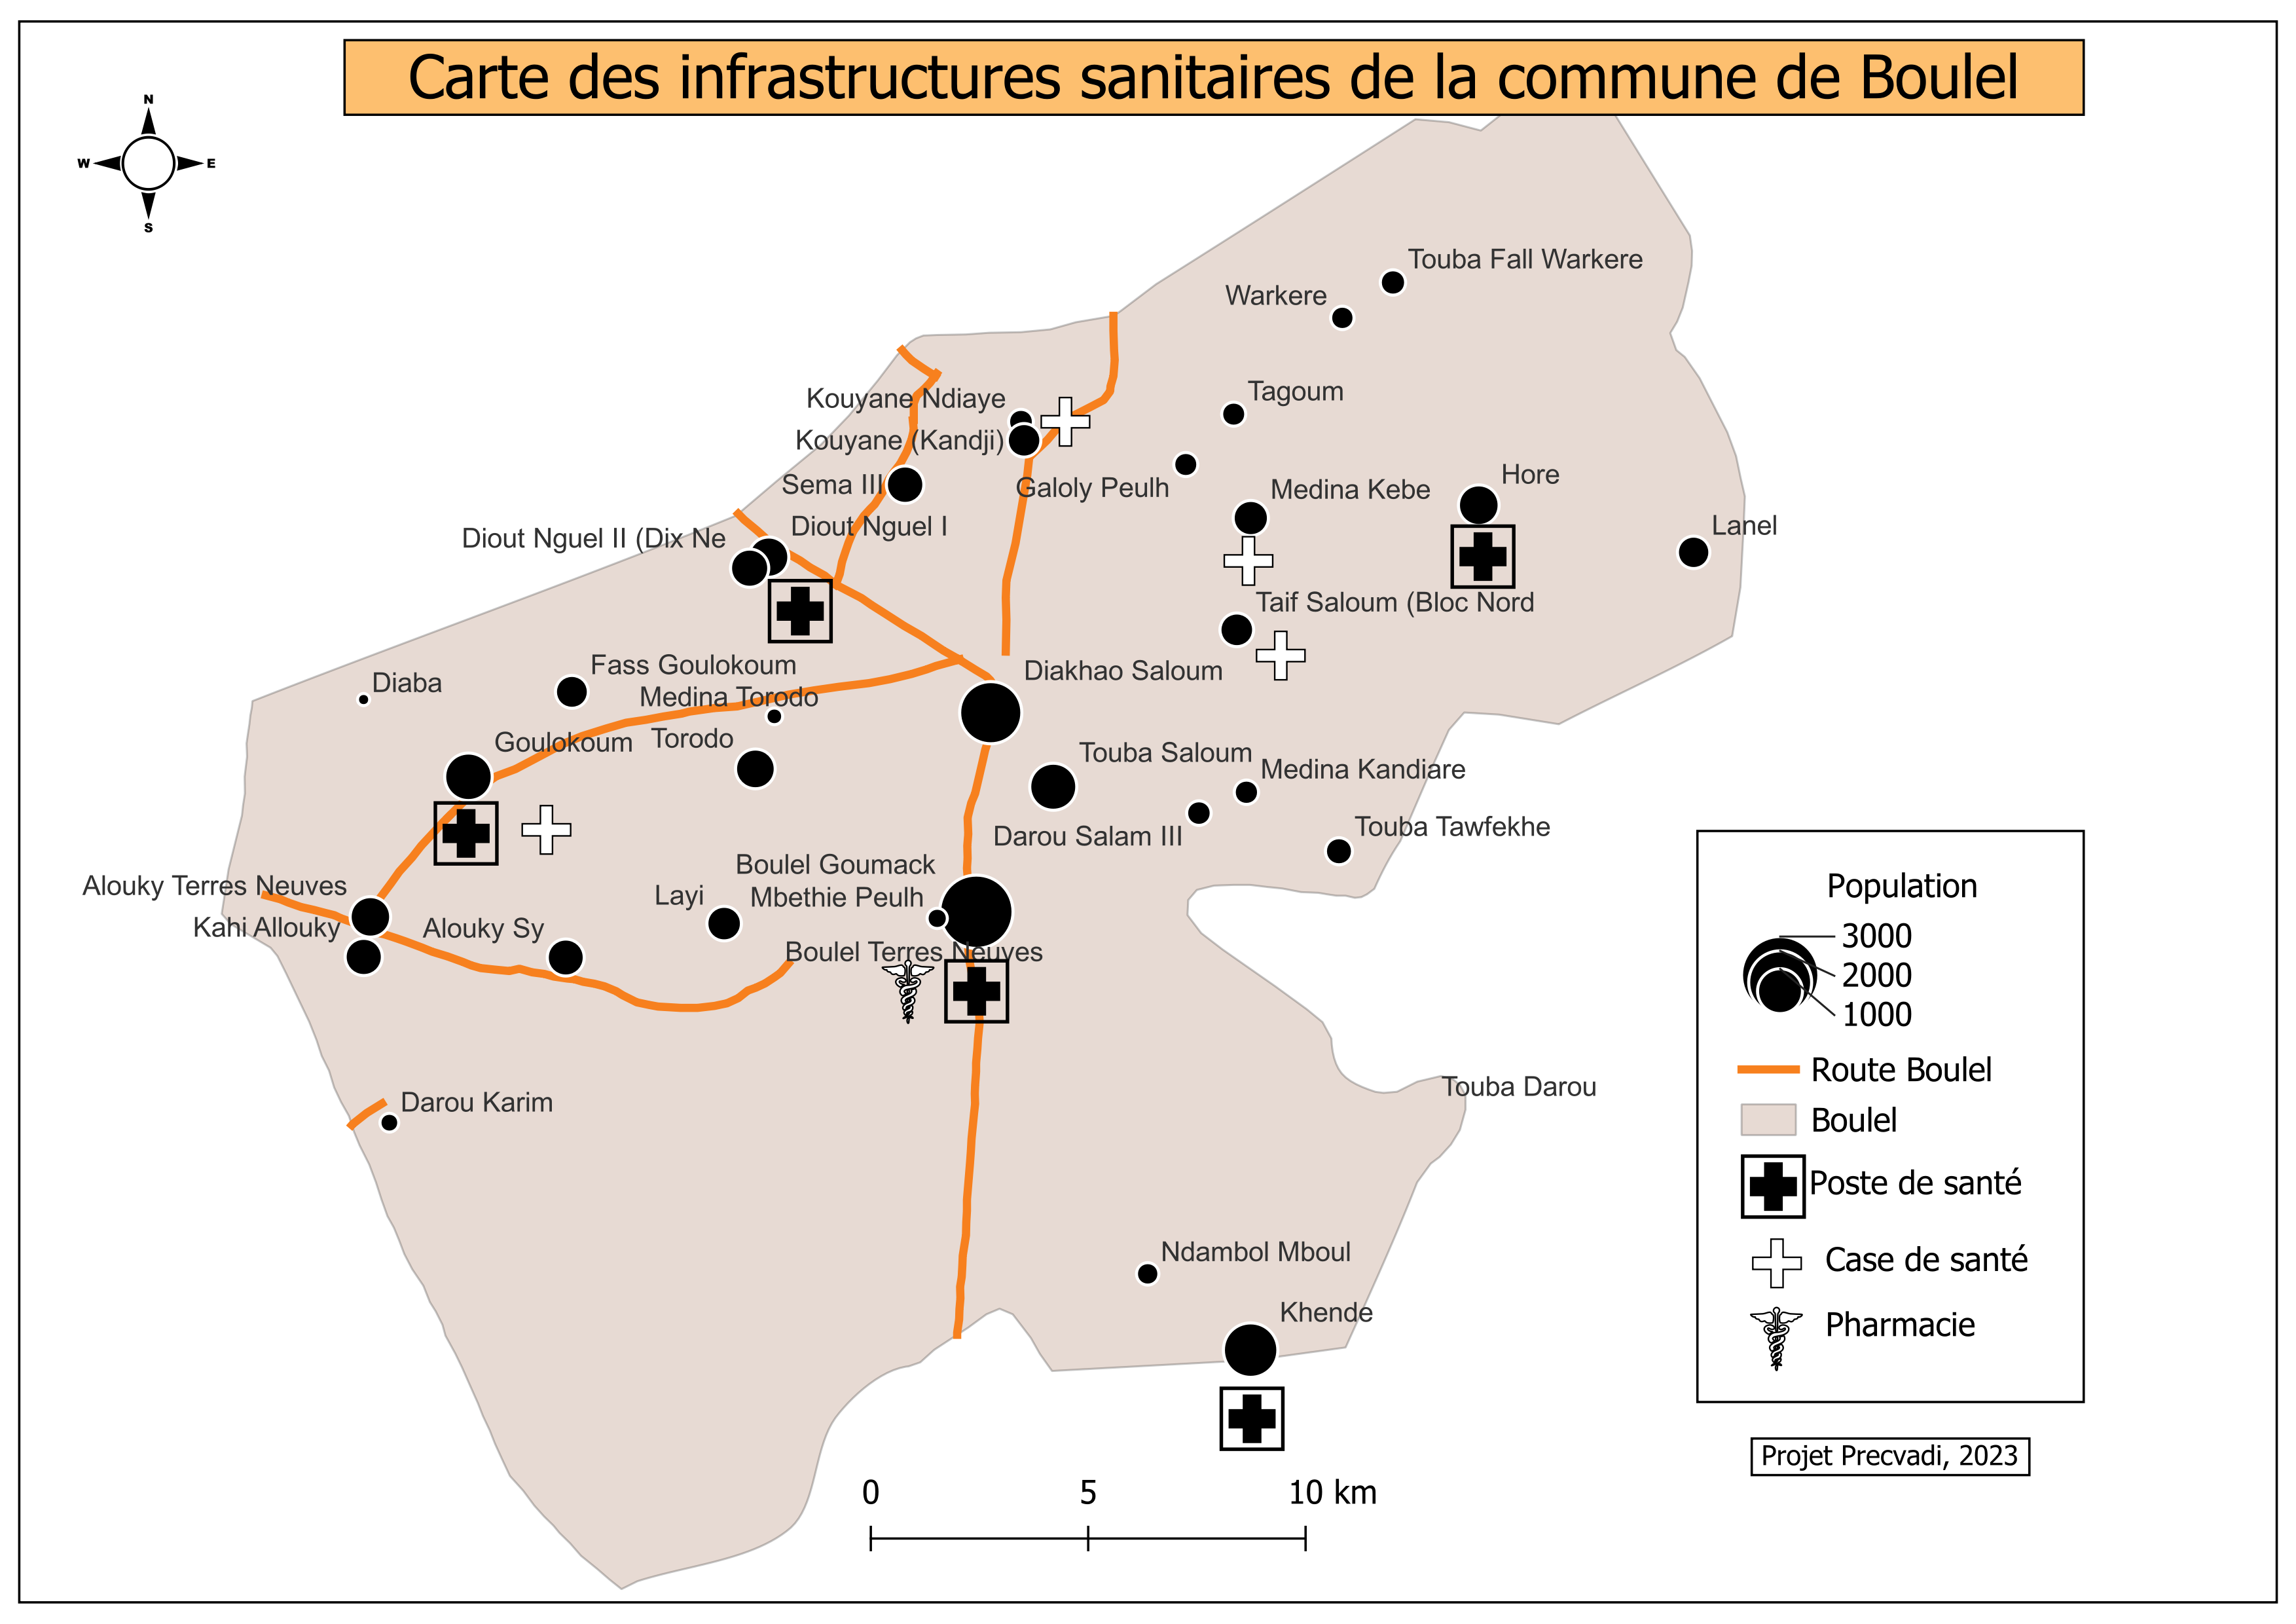 Carte des infrastructures sanitaires de la commune de Boulel
N
W
E
S
Touba Fall Warkere
Warkere
Tagoum
Kouyane Ndiaye
Kouyane (Kandji)
Hore
Sema III
Galoly Peulh
Medina Kebe
Lanel
Diout Nguel I
Diout Nguel II (Dix Ne
Taif Saloum (Bloc Nord
Fass Goulokoum
Diakhao Saloum
Diaba
Medina Torodo
Goulokoum
Torodo
Touba Saloum
Medina Kandiare
Darou Salam III
Touba Tawfekhe
Boulel Goumack
Alouky Terres Neuves
Layi
Mbethie Peulh
Kahi Allouky
Alouky Sy
Boulel Terres Neuves
Touba Darou
Darou Karim
Ndambol Mboul
Khende
Population
3000
2000
1000
Route Boulel
Boulel
Poste de santé
Case de santé
Pharmacie
Projet Precvadi, 2023
0
5
10 km